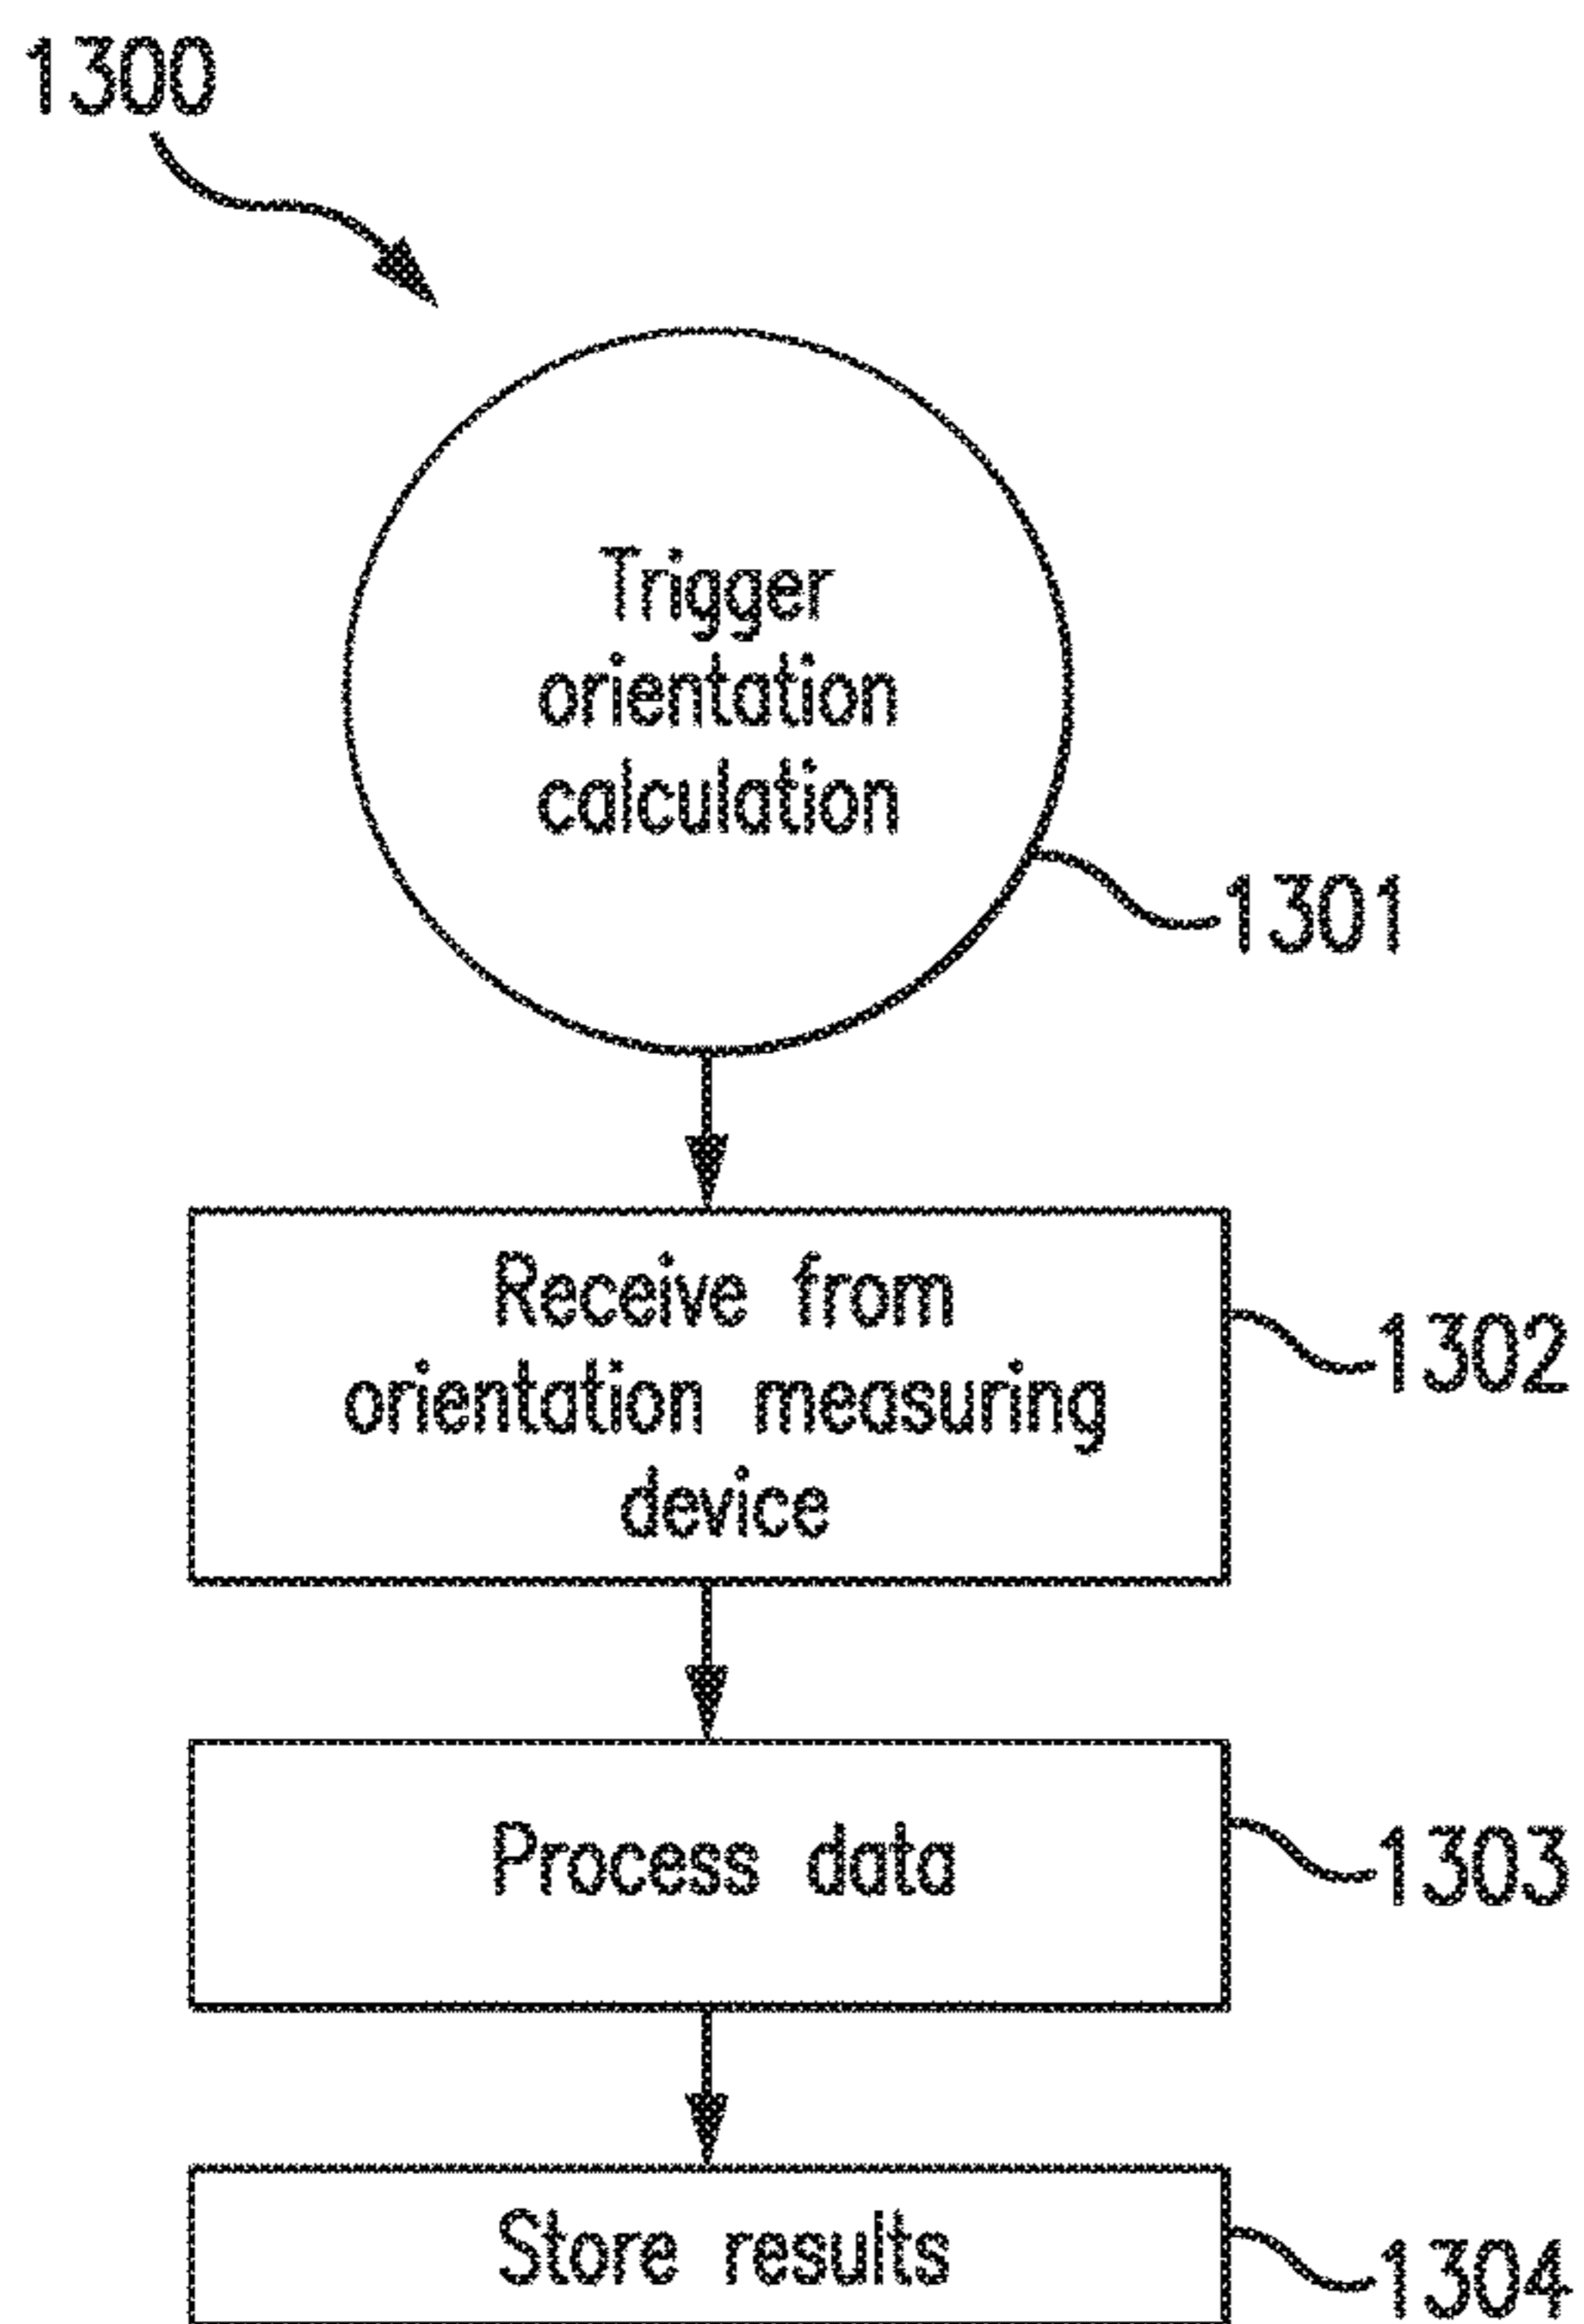 1300
Trigger
orientation
calculation
1301
Receive from
orientation measuring
device
1302
Process data
1303
Store results
1304